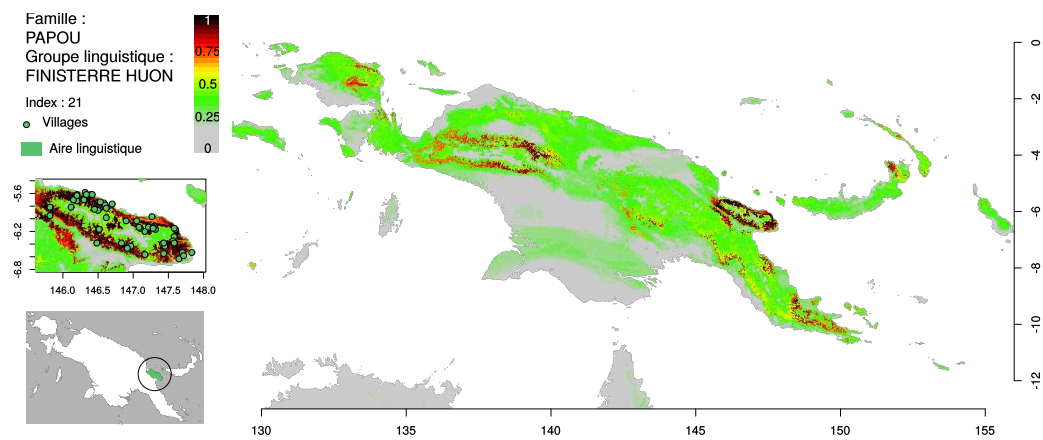 Famille :
PAPOU
Groupe linguistique :
FINISTERRE HUON
Index : 21
Villages
Aire linguistique
1
0.75
0.5
0.25
0
-5.6
-6.2
-6.8
146.0 146.5 147.0 147.5 148.0
0
-2
-4
-6
-8
-10
-12
130 135 140 145 150 155